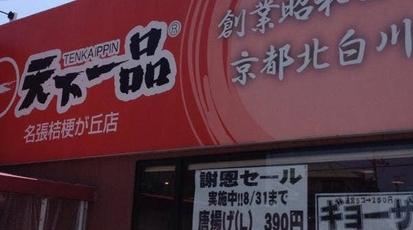 創業昭和
京都北白川
TENKAIPPIN
天下一品®
名張桔梗が丘店
謝恩セール
実施中!!8/31まで
唐揚げ(L) 390円
ギョーザ